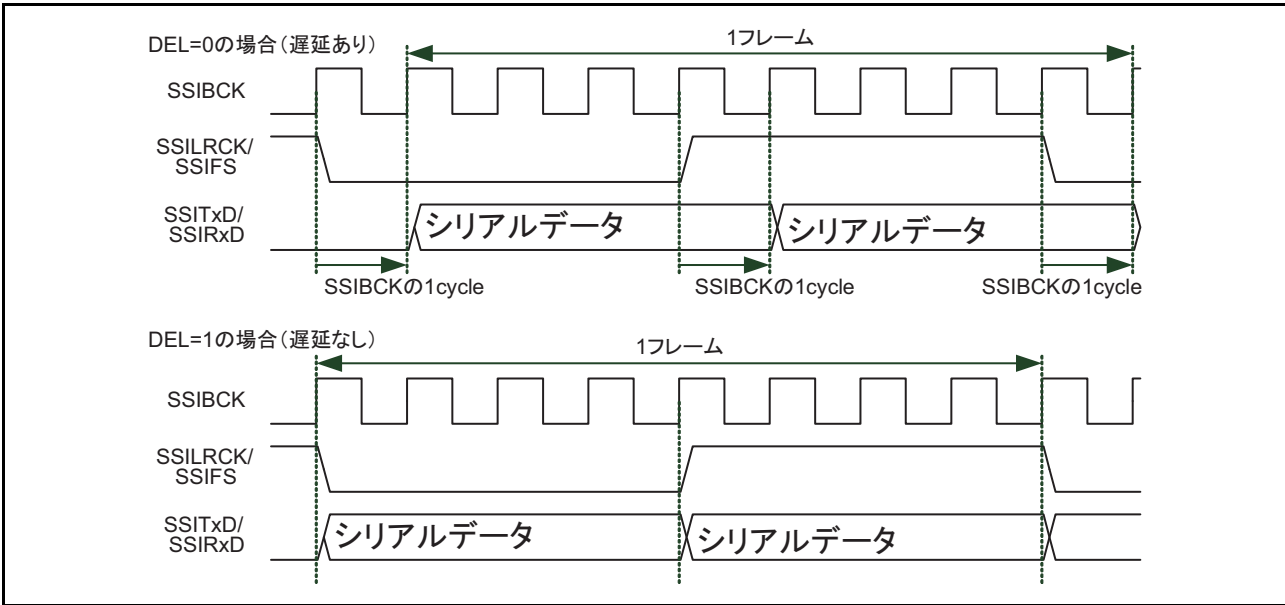 DEL=0の場合（遅延あり）
1フレーム
SSIBCK
SSILRCK/
SSIFS
SSITxD/
SSIRxD
シリアルデータ
シリアルデータ
SSIBCKの1cycle
SSIBCKの1cycle
SSIBCKの1cycle
DEL=1の場合（遅延なし）
1フレーム
SSIBCK
SSILRCK/
SSIFS
SSITxD/
SSIRxD
シリアルデータ
シリアルデータ